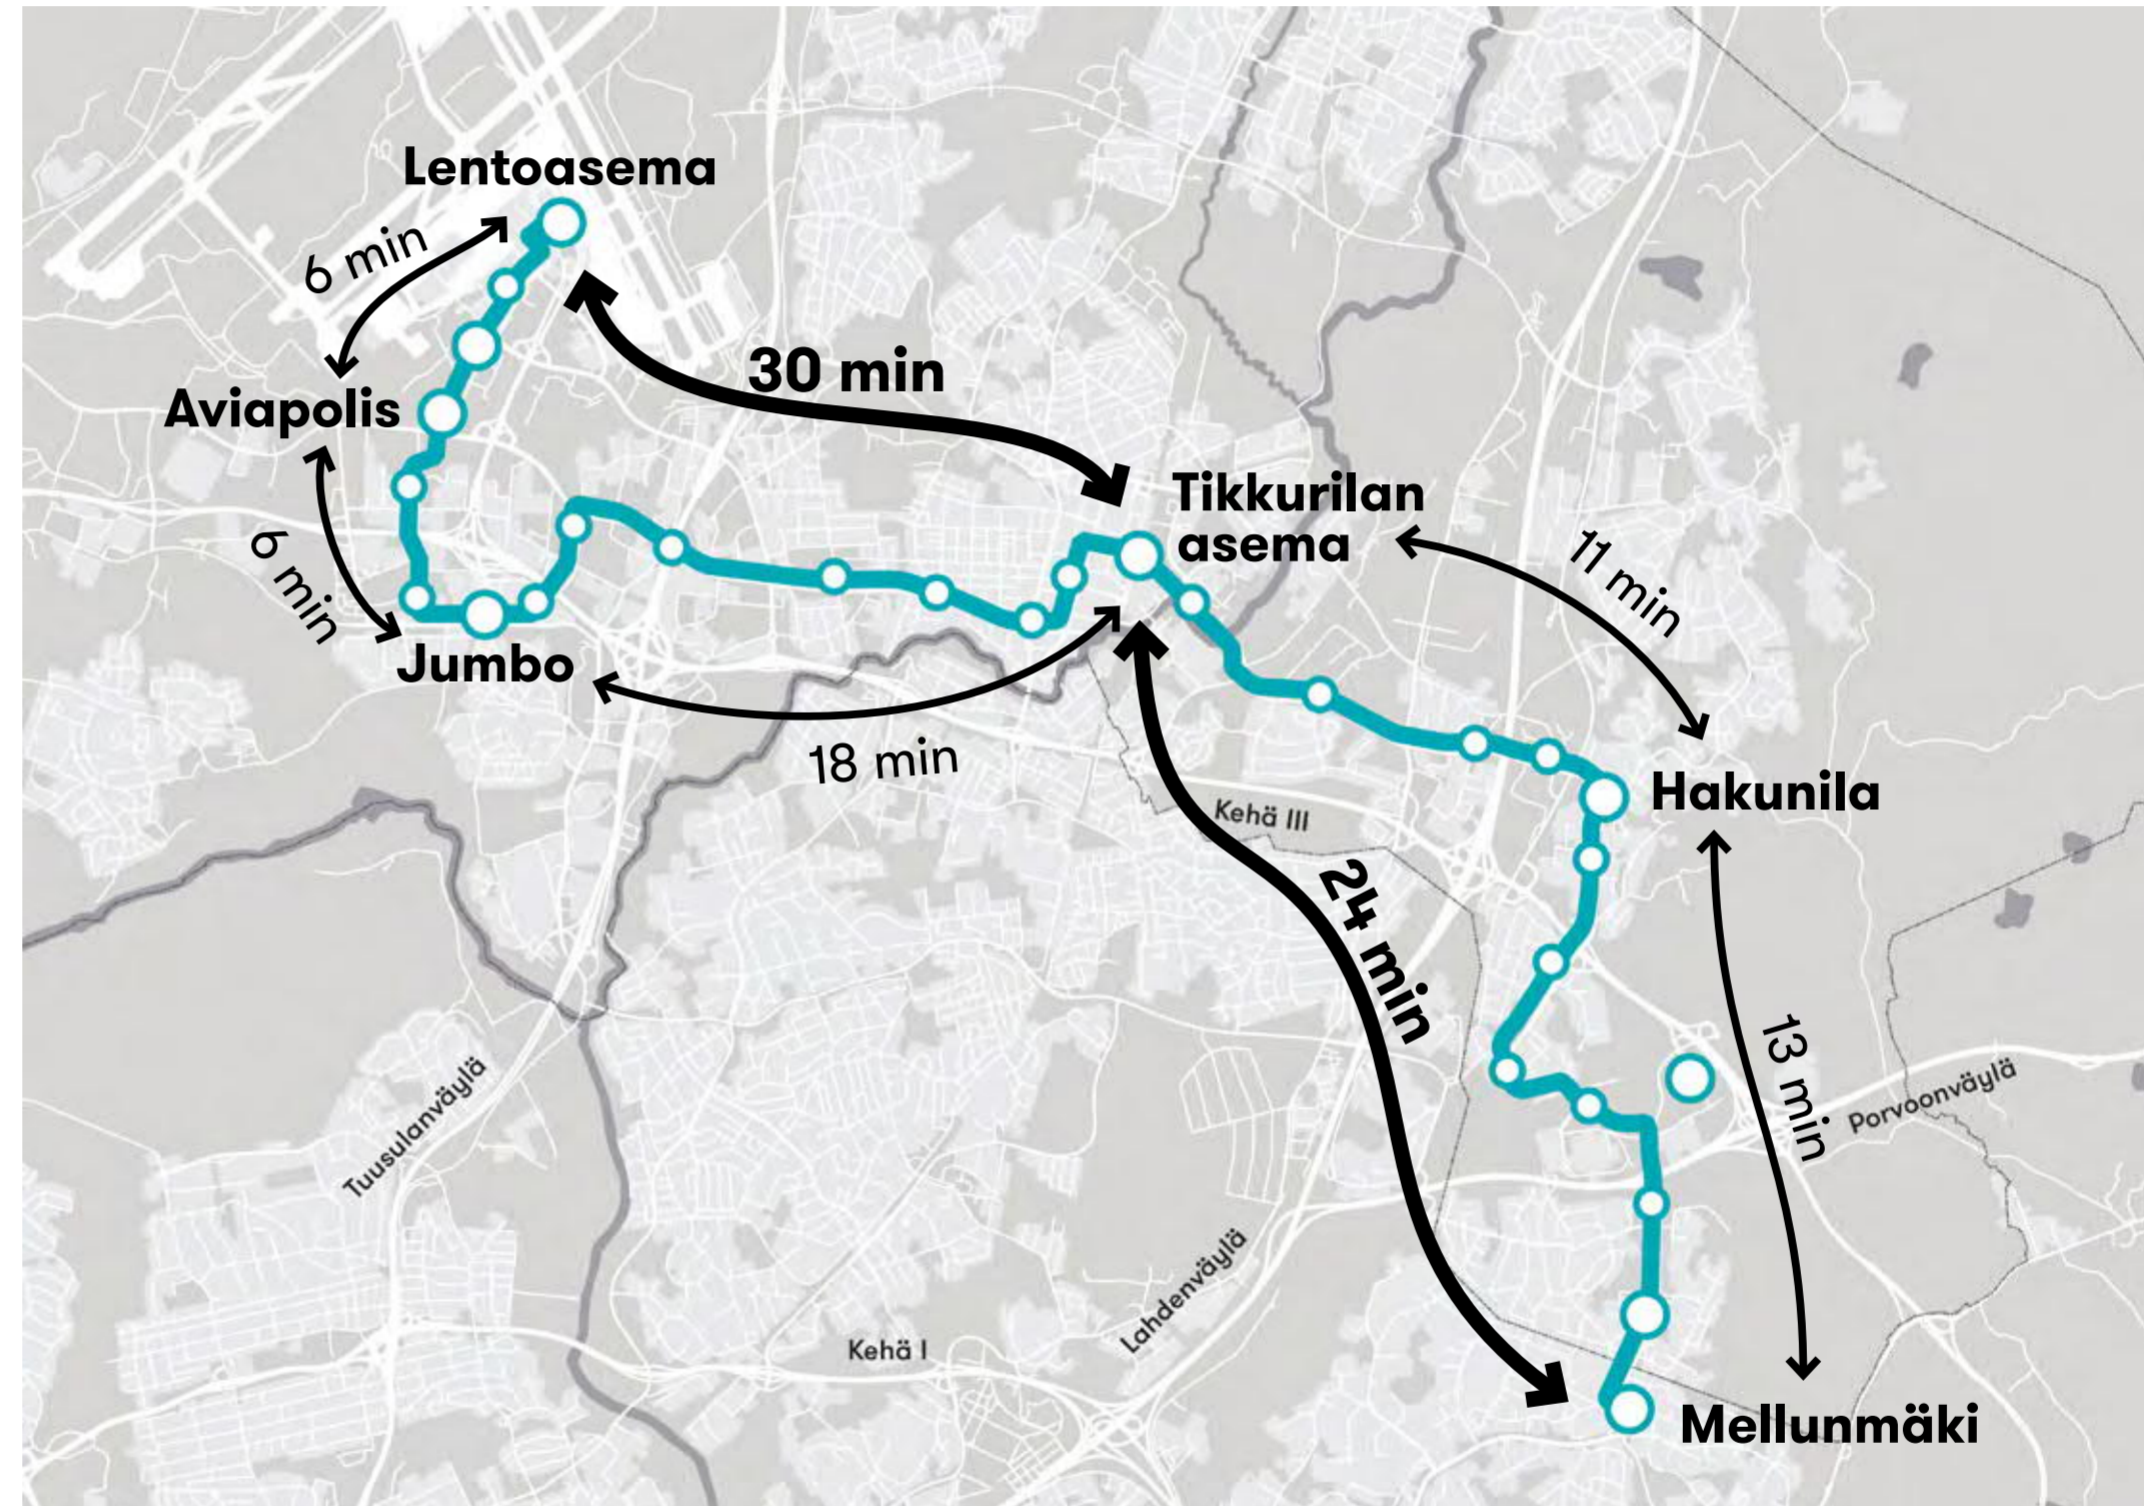 Lentoasema
6 min
30 min
Aviapolis
Tikkurilan
asema
11 min
6 min
Jumbo
18 min
Hakunila
Kehä III
24 min
13 min
Porvoonväylä
Tuusulanväylä
Lahdenväylä
Kehä I
Mellunmäki